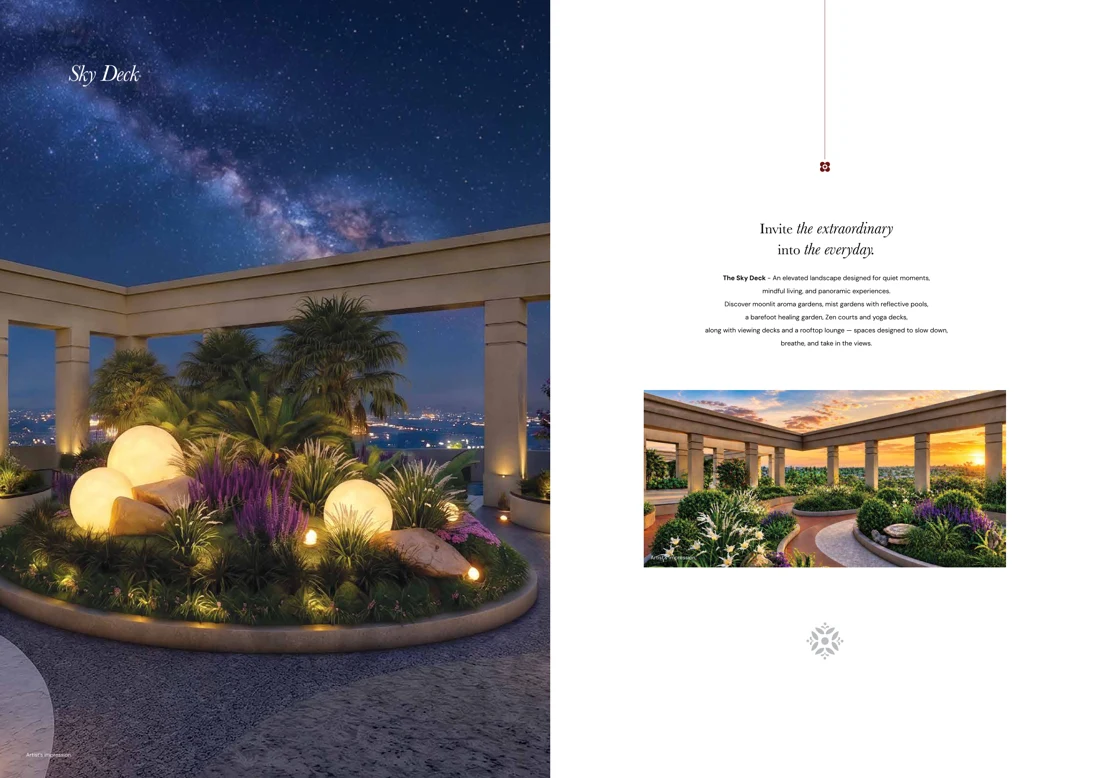 Sky Deck
Artist's Impression
Invite the extraordinary
into the everyday.
The Sky Deck - An elevated landscape designed for quiet moments,
mindful living, and panoramic experiences.
Discover moonlit aroma gardens, mist gardens with reflective pools,
a barefoot healing garden, Zen courts and yoga decks,
along with viewing decks and a rooftop lounge — spaces designed to slow down,
breathe, and take in the views.
Artist's Impression